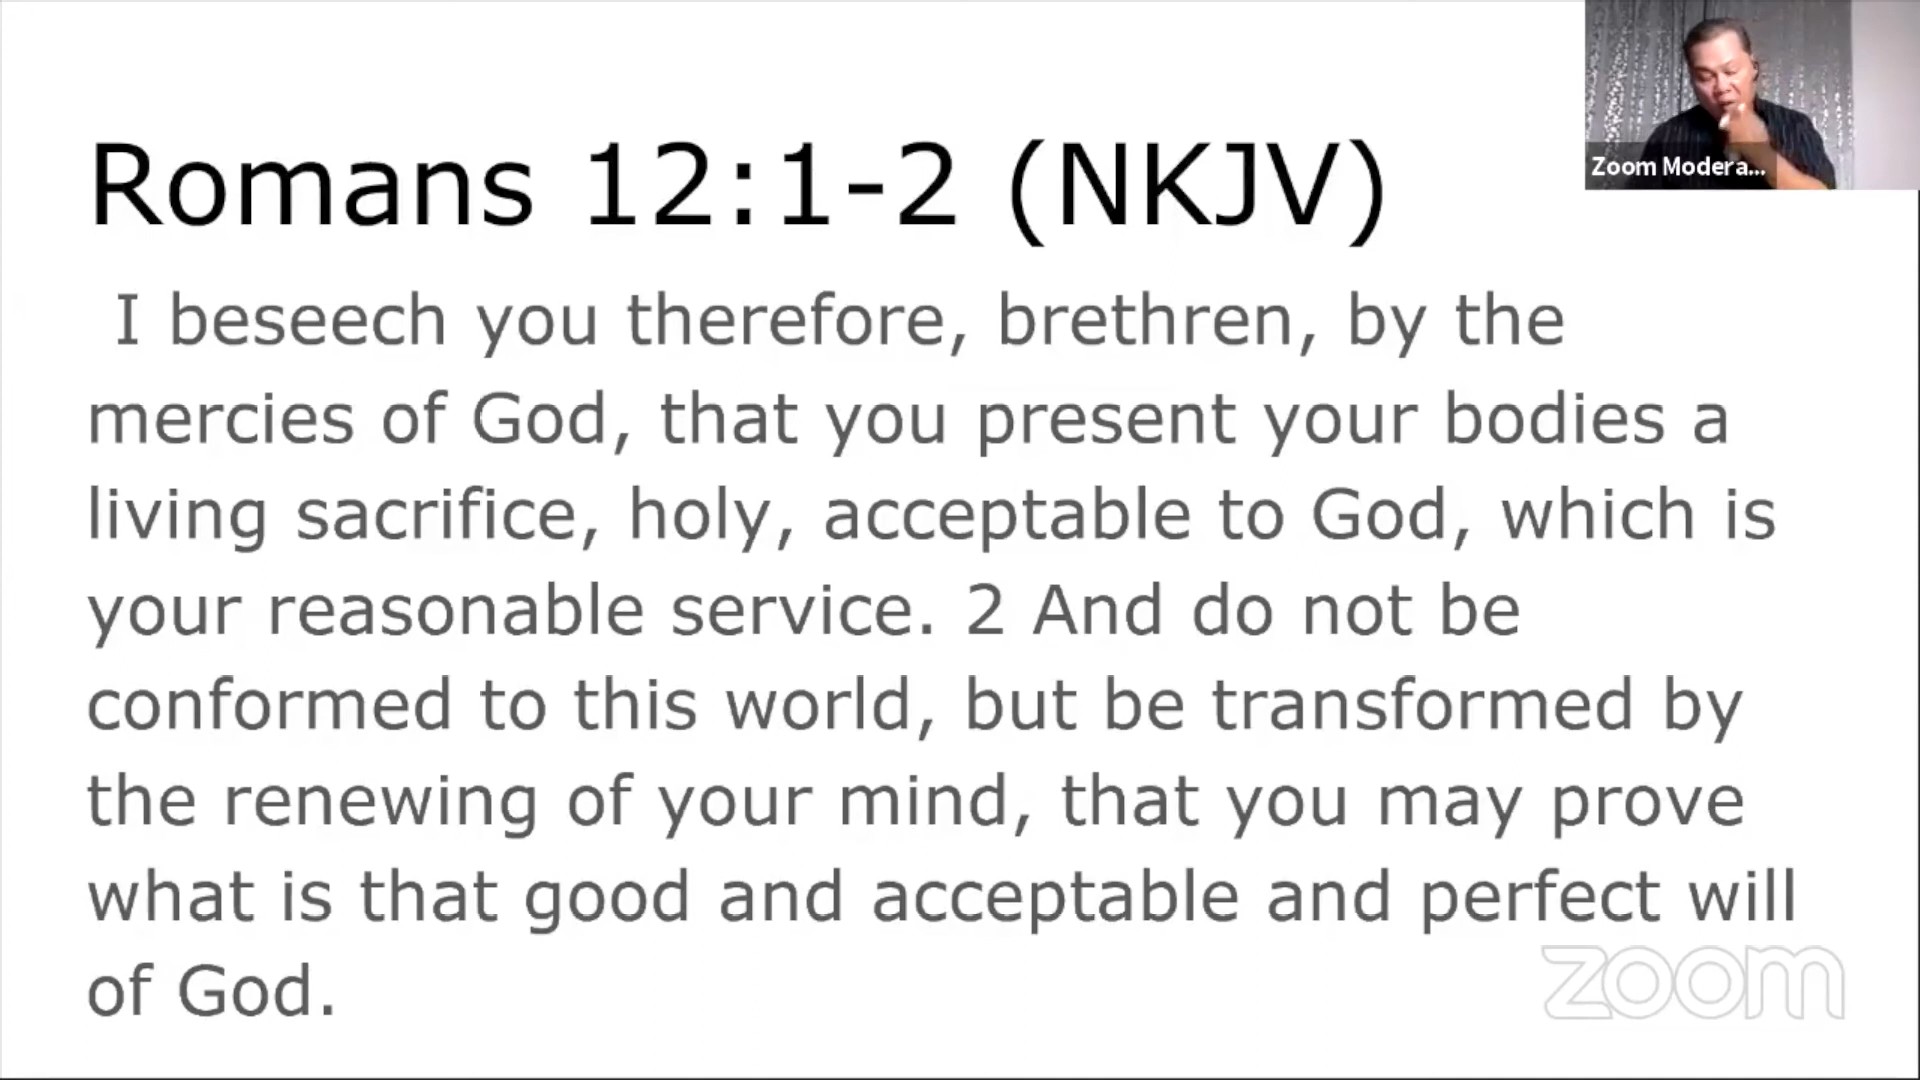 Zoom Modera...
Romans 12:1-2 (NKJV)
I beseech you therefore, brethren, by the
mercies of God, that you present your bodies a
living sacrifice, holy, acceptable to God, which is
your reasonable service. 2 And do not be
conformed to this world, but be transformed by
the renewing of your mind, that you may prove
what is that good and acceptable and perfect will
of God.
zoom